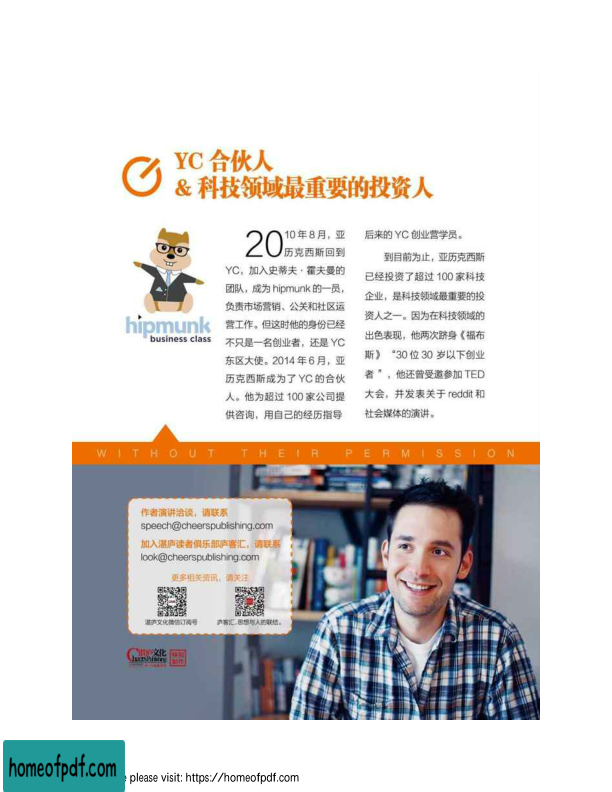 YC 合伙人
& 科技领域最重要的投资人
2010 年 8 月，亚
历克西斯回到
YC，加入史蒂夫·霍夫曼的
团队，成为 hipmunk 的一员，
负责市场营销、公关和社区运
营工作。但这时他的身份已经
不只是一名创业者，还是 YC
东区大使。2014 年 6 月，亚
历克西斯成为了 YC 的合伙
人。他为超过 100 家公司提
供咨询，用自己的经历指导
后来的 YC 创业营学员。
到目前为止，亚历克西斯
已经投资了超过 100 家科技
企业，是科技领域最重要的投
资人之一。因为在科技领域的
出色表现，他两次跻身《福布
斯》“30 位 30 岁以下创业
者”，他还曾受邀参加 TED
大会，并发表关于 reddit 和
社会媒体的演讲。
hipmunk
business class
WITHOUT THEIR PERMISSION
作者演讲洽谈，请联系
speech@cheerspublishing.com
加入湛庐读者俱乐部庐客汇，请联系
look@cheerspublishing.com
更多相关资讯，请关注
湛庐文化微信订阅号
庐客汇，思想与人的联结。
湛庐文化
Cheers Publishing
特别制作
homeofpdf.com
please visit: https://homeofpdf.com